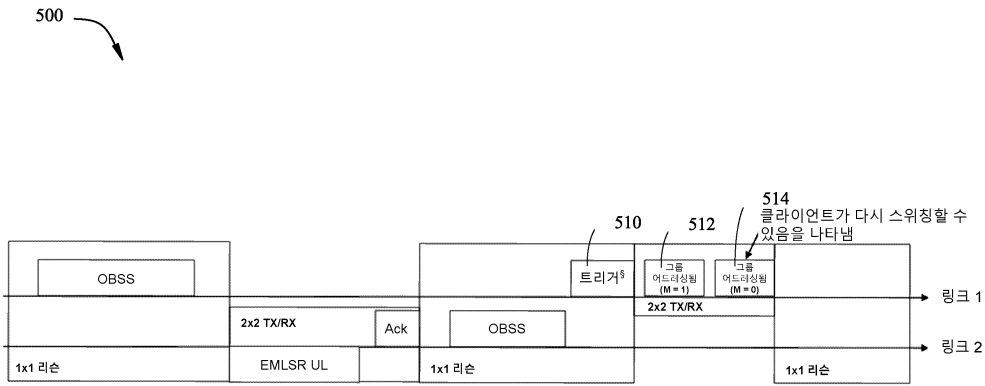 500
510
512
514
클라이언트가 다시 스위칭할 수
있음을 나타냄
OBSS
트리거§
그룹
어드레싱됨
(M = 1)
그룹
어드레싱됨
(M = 0)
링크 1
2x2 TX/RX
2x2 TX/RX
Ack
OBSS
링크 2
1x1 리슨
EMLSR UL
1x1 리슨
1x1 리슨